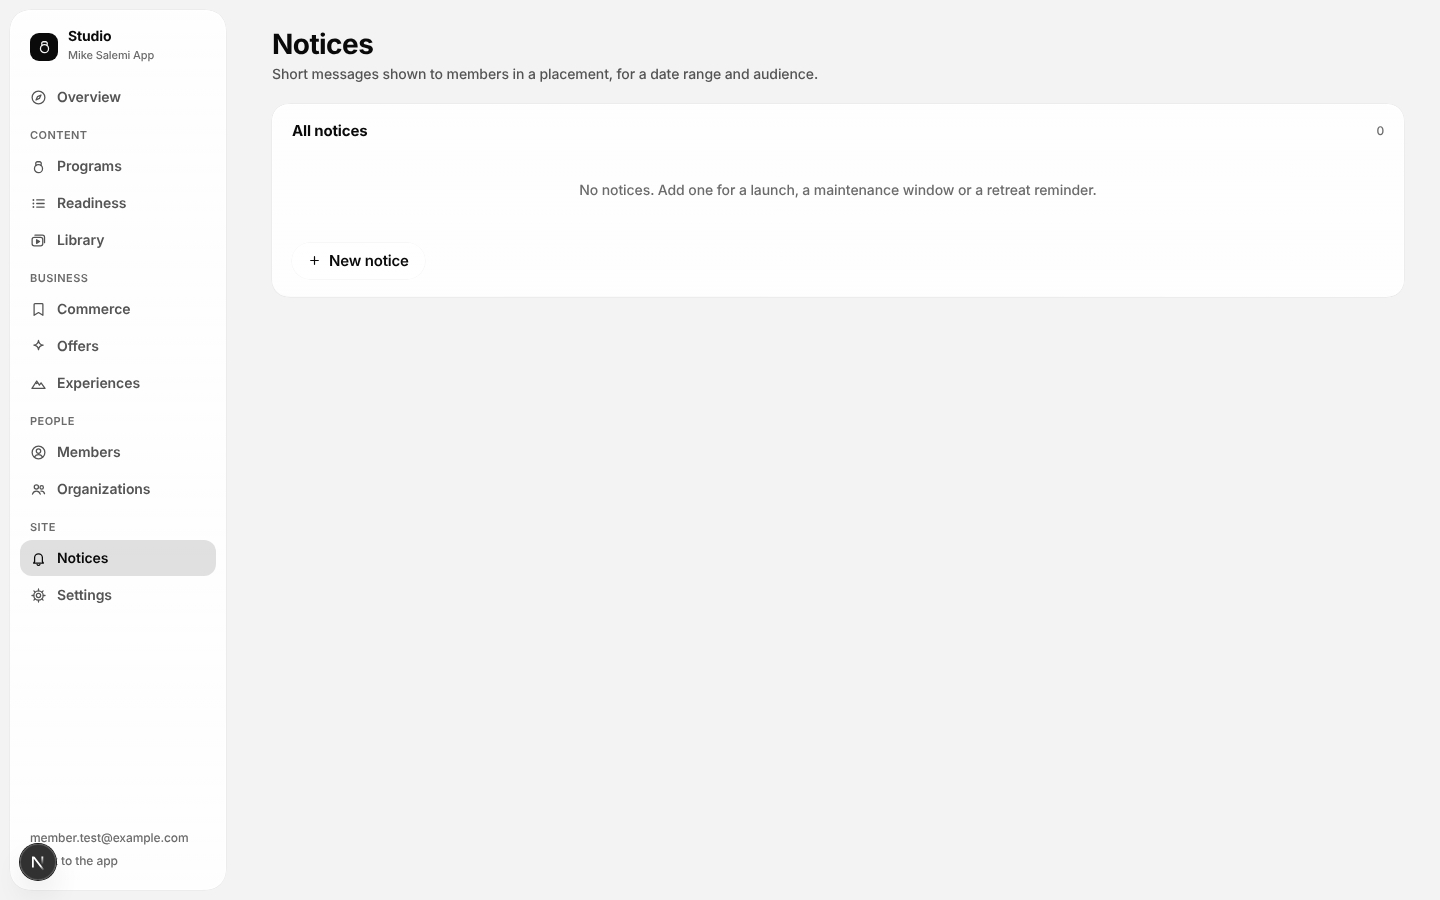 Studio
Mike Salemi App
Overview
CONTENT
Programs
Readiness
Library
BUSINESS
Commerce
Offers
Experiences
PEOPLE
Members
Organizations
SITE
Notices
Settings
member.test@example.com
to the app
N
Notices
Short messages shown to members in a placement, for a date range and audience.
All notices
0
No notices. Add one for a launch, a maintenance window or a retreat reminder.
+ New notice